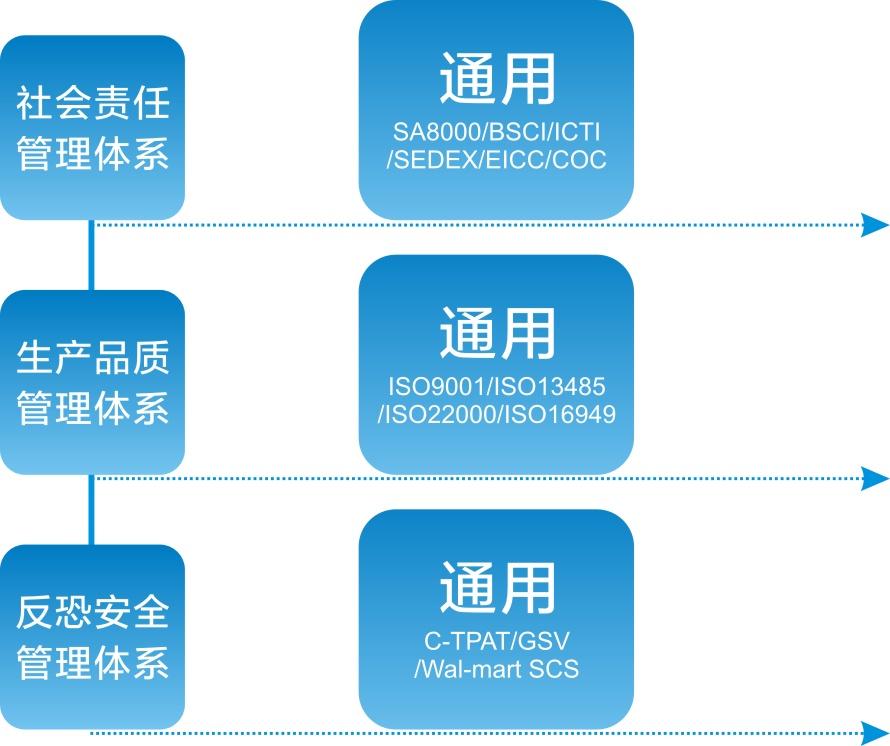 社会责任
管理体系
通用
SA8000/BSCI/ICTI
/SEDEX/EICC/COC
生产品质
管理体系
通用
ISO9001/ISO13485
/ISO22000/ISO16949
反恐安全
管理体系
通用
C-TPAT/GSV
/Wal-mart SCS